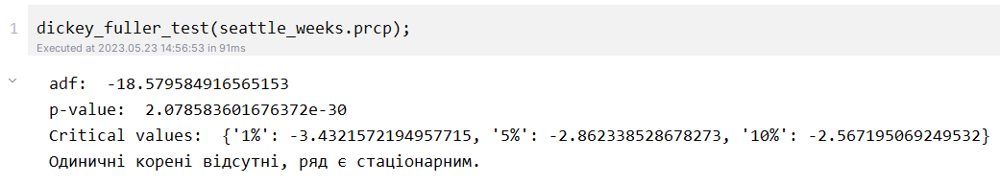 1 dickey_fuller_test(seattle_weeks.prcp);
Executed at 2023.05.23 14:56:53 in 91ms
adf:  -18.579584916565153
p-value:  2.078583601676372e-30
Critical values:  {'1%': -3.4321572194957715, '5%': -2.862338528678273, '10%': -2.567195069249532}
Одиничні корені відсутні, ряд є стаціонарним.